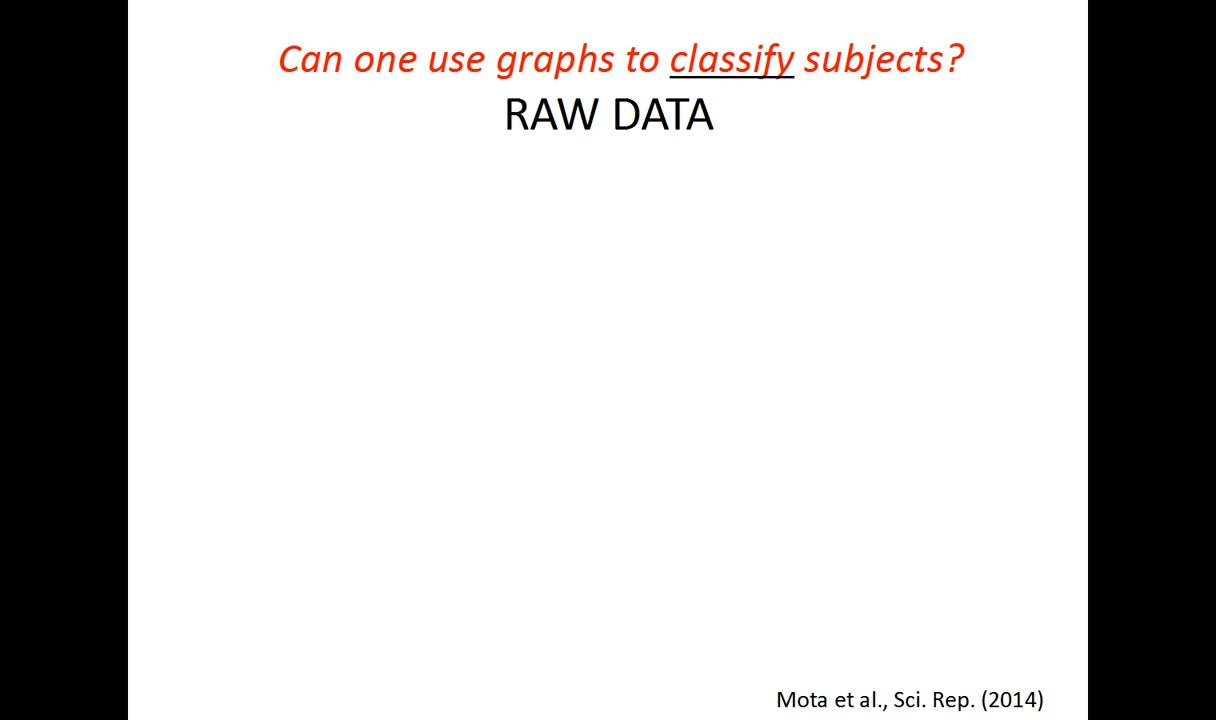 Can one use graphs to classify subjects?
RAW DATA
Mota et al., Sci. Rep. (2014)